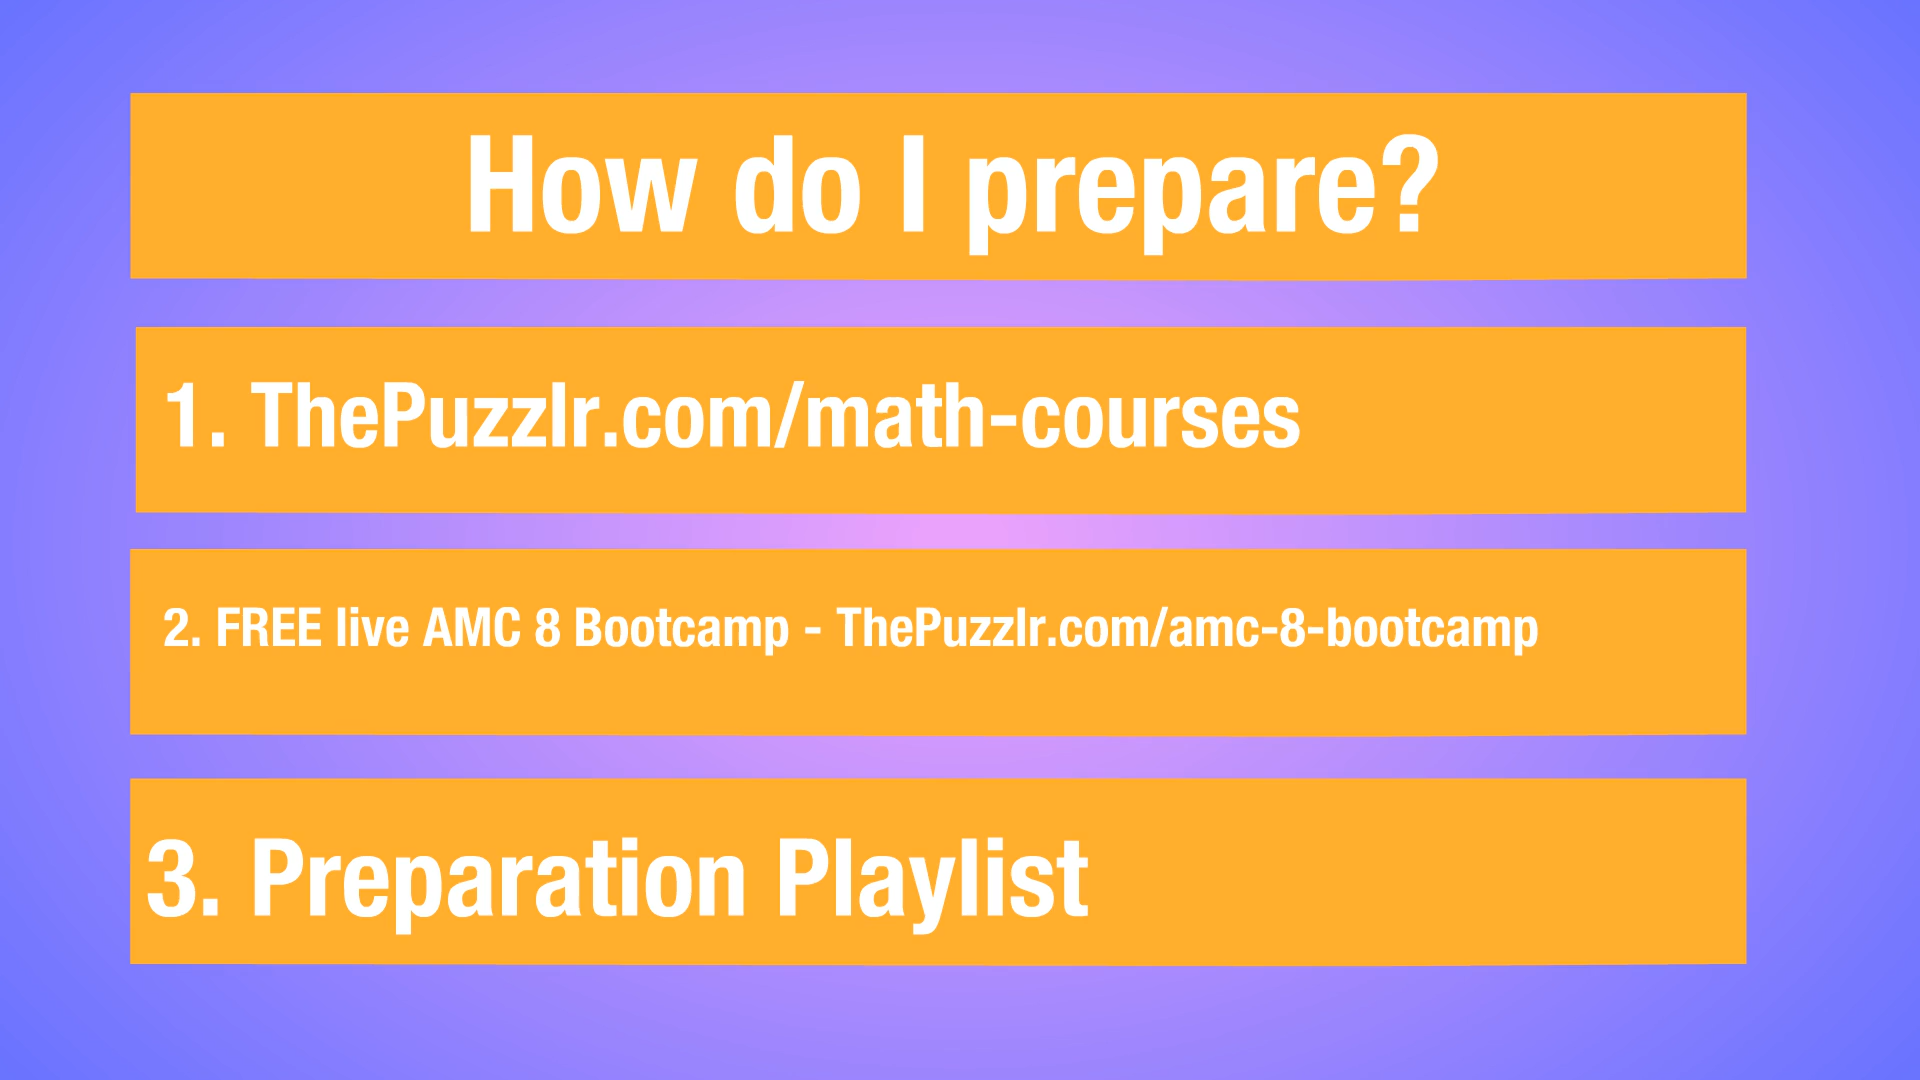 How do I prepare?
1. ThePuzzlr.com/math-courses
2. FREE live AMC 8 Bootcamp - ThePuzzlr.com/amc-8-bootcamp
3. Preparation Playlist